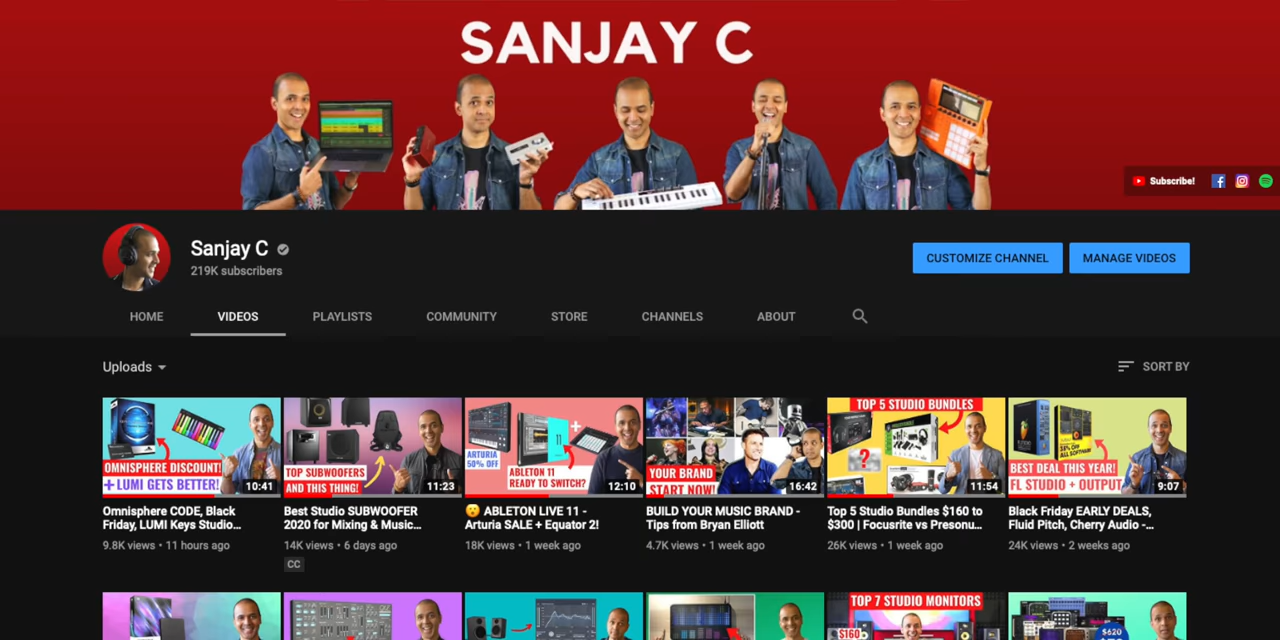 SANJAY C
Subscribe!
Sanjay C
219K subscribers
CUSTOMIZE CHANNEL
MANAGE VIDEOS
HOME
VIDEOS
PLAYLISTS
COMMUNITY
STORE
CHANNELS
ABOUT
Uploads
SORT BY
OMNISPHERE DISCOUNT!
+ LUMI GETS BETTER!
10:41
TOP SUBWOOFERS
AND THIS THING!
11:23
ARTURIA
50% OFF
11
+
ABLETON 11
READY TO SWITCH?
12:10
YOUR BRAND
START NOW!
16:42
TOP 5 STUDIO BUNDLES
?
11:54
BEST DEAL THIS YEAR!
FL STUDIO + OUTPUT
9:07
Omnisphere CODE, Black
Friday, LUMI Keys Studio...
9.8K views • 11 hours ago
Best Studio SUBWOOFER
2020 for Mixing & Music...
14K views • 6 days ago
CC
😮 ABLETON LIVE 11 -
Arturia SALE + Equator 2!
18K views • 1 week ago
BUILD YOUR MUSIC BRAND -
Tips from Bryan Elliott
4.7K views • 1 week ago
Top 5 Studio Bundles $160 to
$300 | Focusrite vs Presonu...
26K views • 1 week ago
Black Friday EARLY DEALS,
Fluid Pitch, Cherry Audio -...
24K views • 2 weeks ago
TOP 7 STUDIO MONITORS
$160
$620